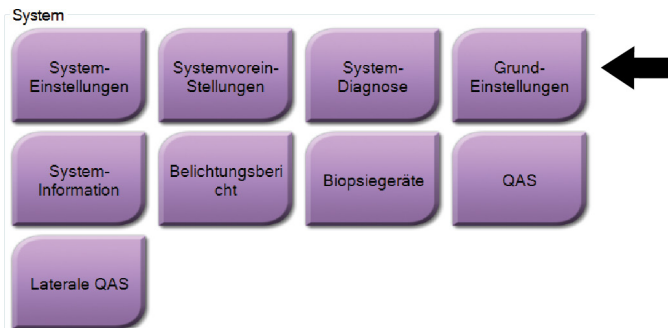 System
System-
Einstellungen
Systemvorein-
Stellungen
System-
Diagnose
Grund-
Einstellungen
System-
Information
Belichtungsberi
cht
Biopsiegeräte
QAS
Laterale QAS